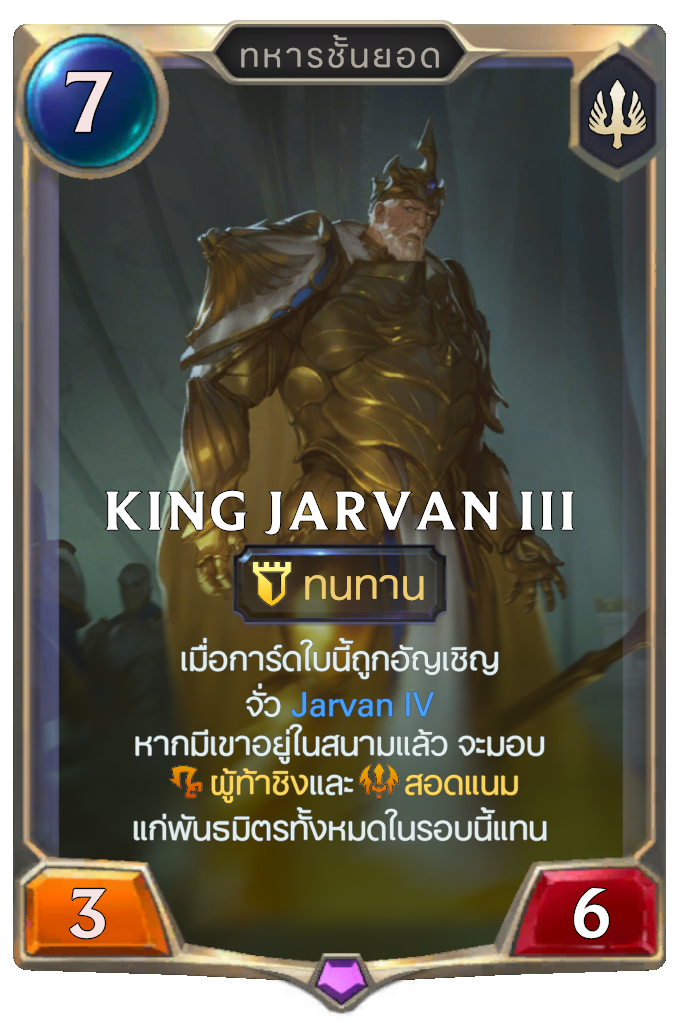 ทหารชั้นยอด
7
KING JARVAN III
ทนทาน
เมื่อการ์ดใบนี้ถูกอัญเชิญ
จั่ว Jarvan IV
หากมีเขาอยู่ในสนามแล้ว จะมอบ
ผู้ท้าชิงและ สอดแนม
แก่พันธมิตรทั้งหมดในรอบนี้แทน
3
6